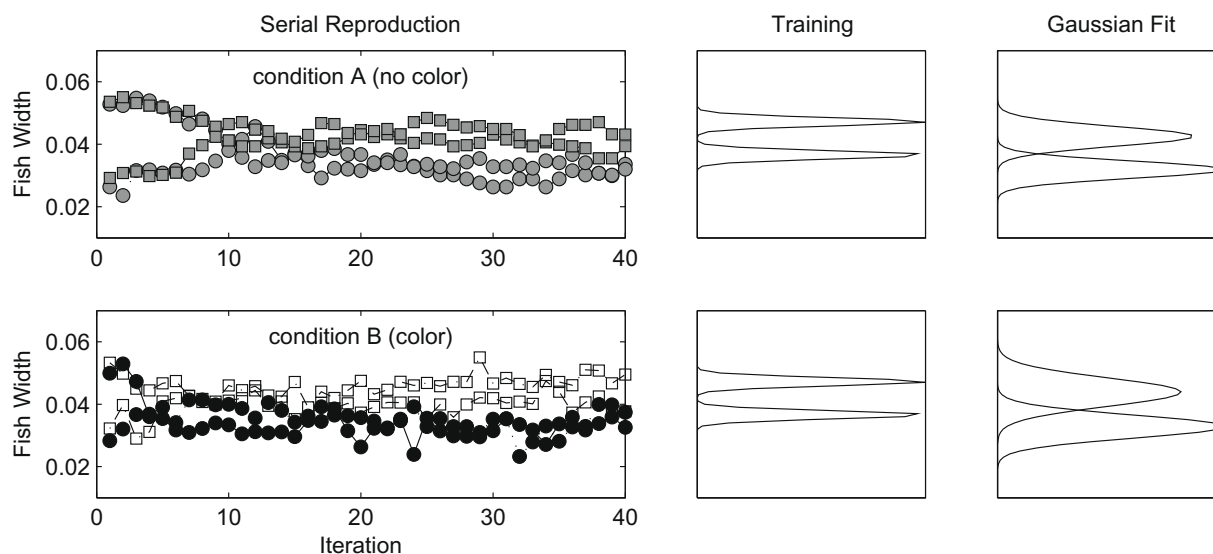 Serial Reproduction
Training
Gaussian Fit
condition A (no color)
Fish Width
0.06
0.04
0.02
0
10
20
30
40
condition B (color)
Fish Width
0.06
0.04
0.02
0
10
20
30
40
Iteration